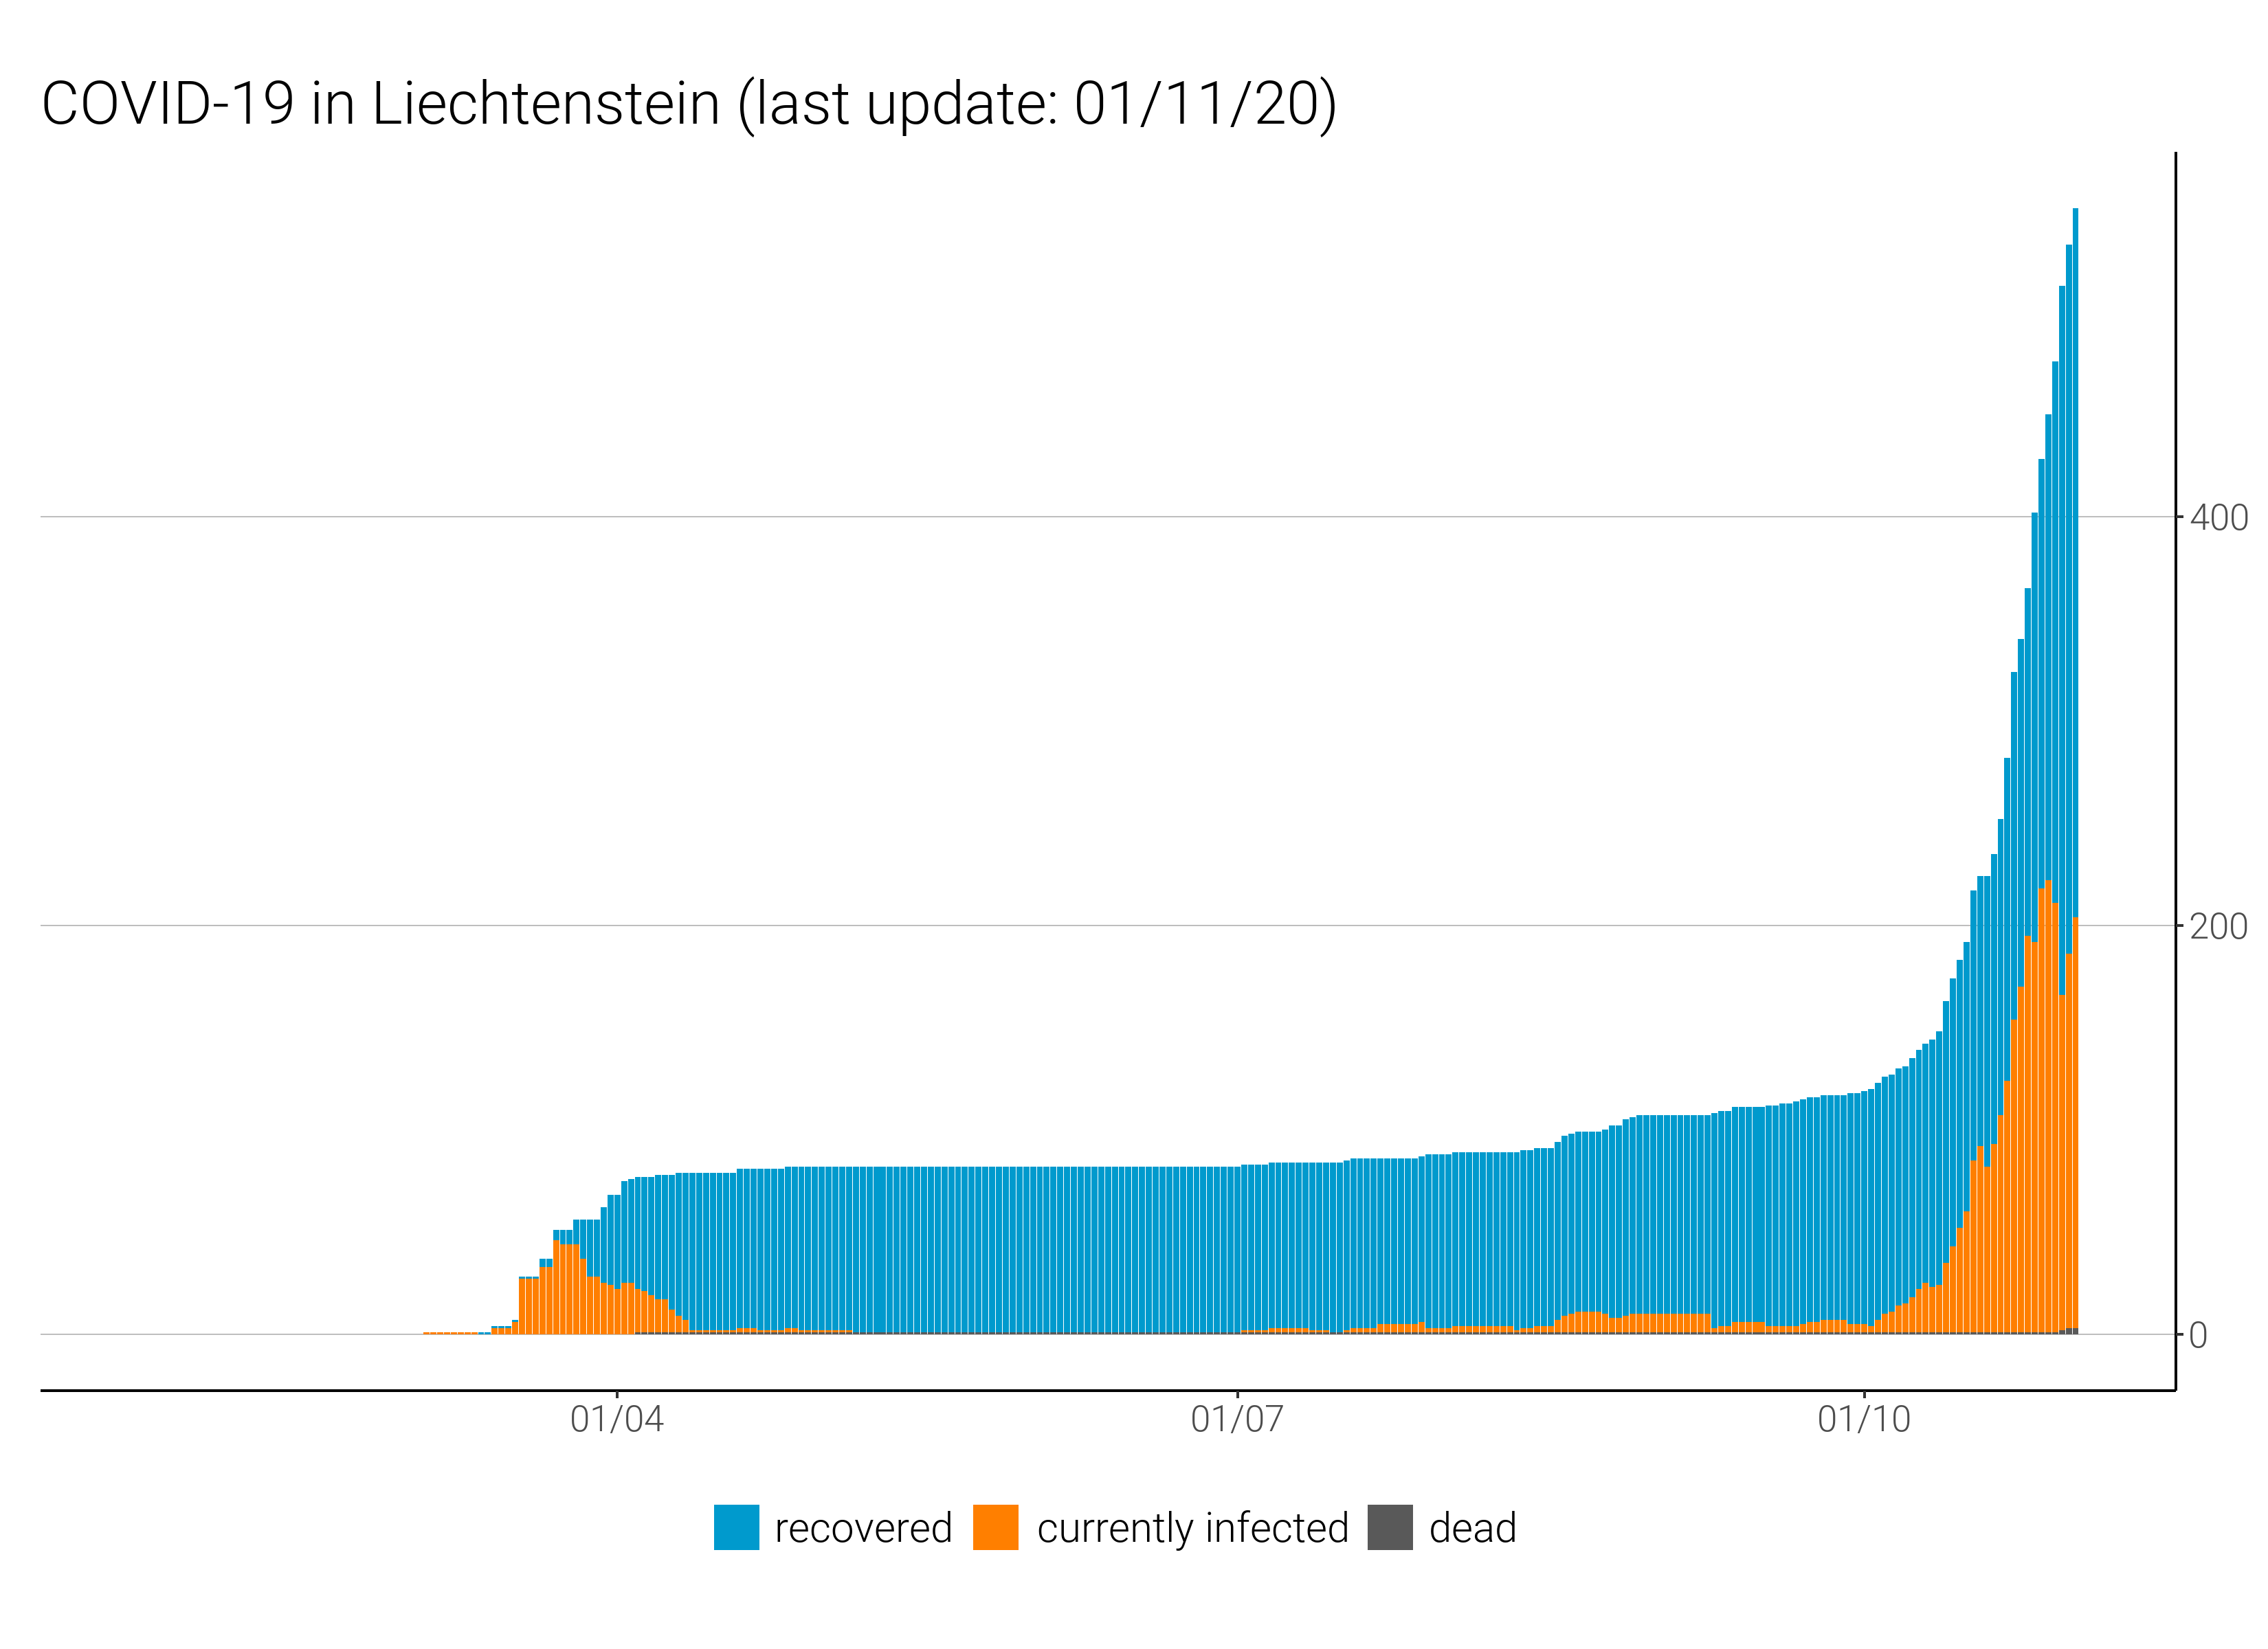 COVID-19 in Liechtenstein (last update: 01/11/20)
400
200
0
01/04 01/07 01/10
recovered currently infected dead